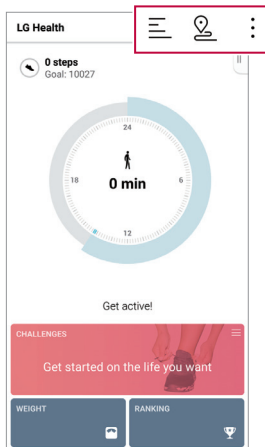 LG Health
0 steps
Goal: 10027
24
18
0 min
6
12
Get active!
CHALLENGES
Get started on the life you want
WEIGHT
RANKING